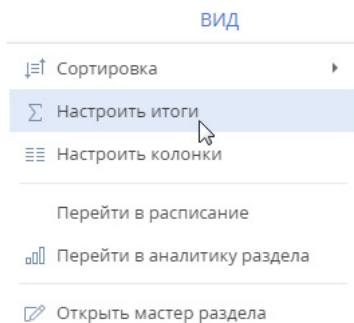 ВИД
Сортировка
Настроить итоги
Настроить колонки
Перейти в расписание
Перейти в аналитику раздела
Открыть мастер раздела